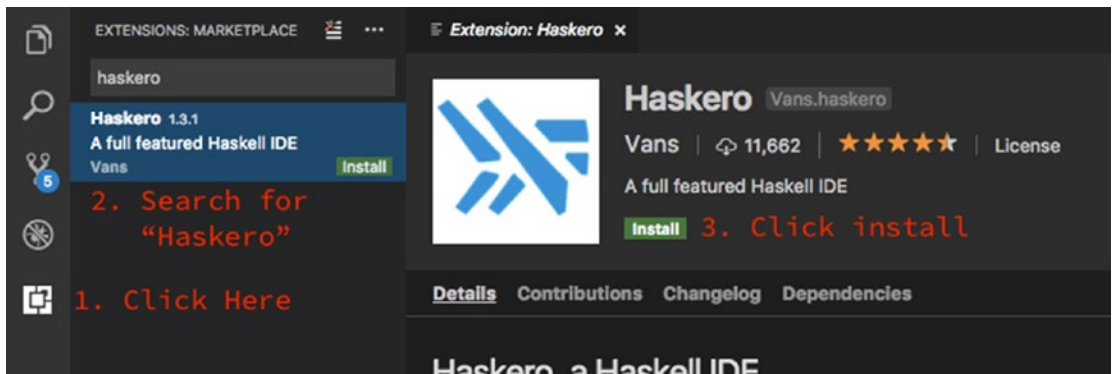 EXTENSIONS: MARKETPLACE
haskero
Haskero 1.3.1
A full featured Haskell IDE
Vans Install
2. Search for
“Haskero”
1. Click Here
5
Extension: Haskero ×
Haskero Vans.haskero
Vans | 11,662 | License
A full featured Haskell IDE
Install 3. Click install
Details Contributions Changelog Dependencies
Haskero, a Haskell IDE